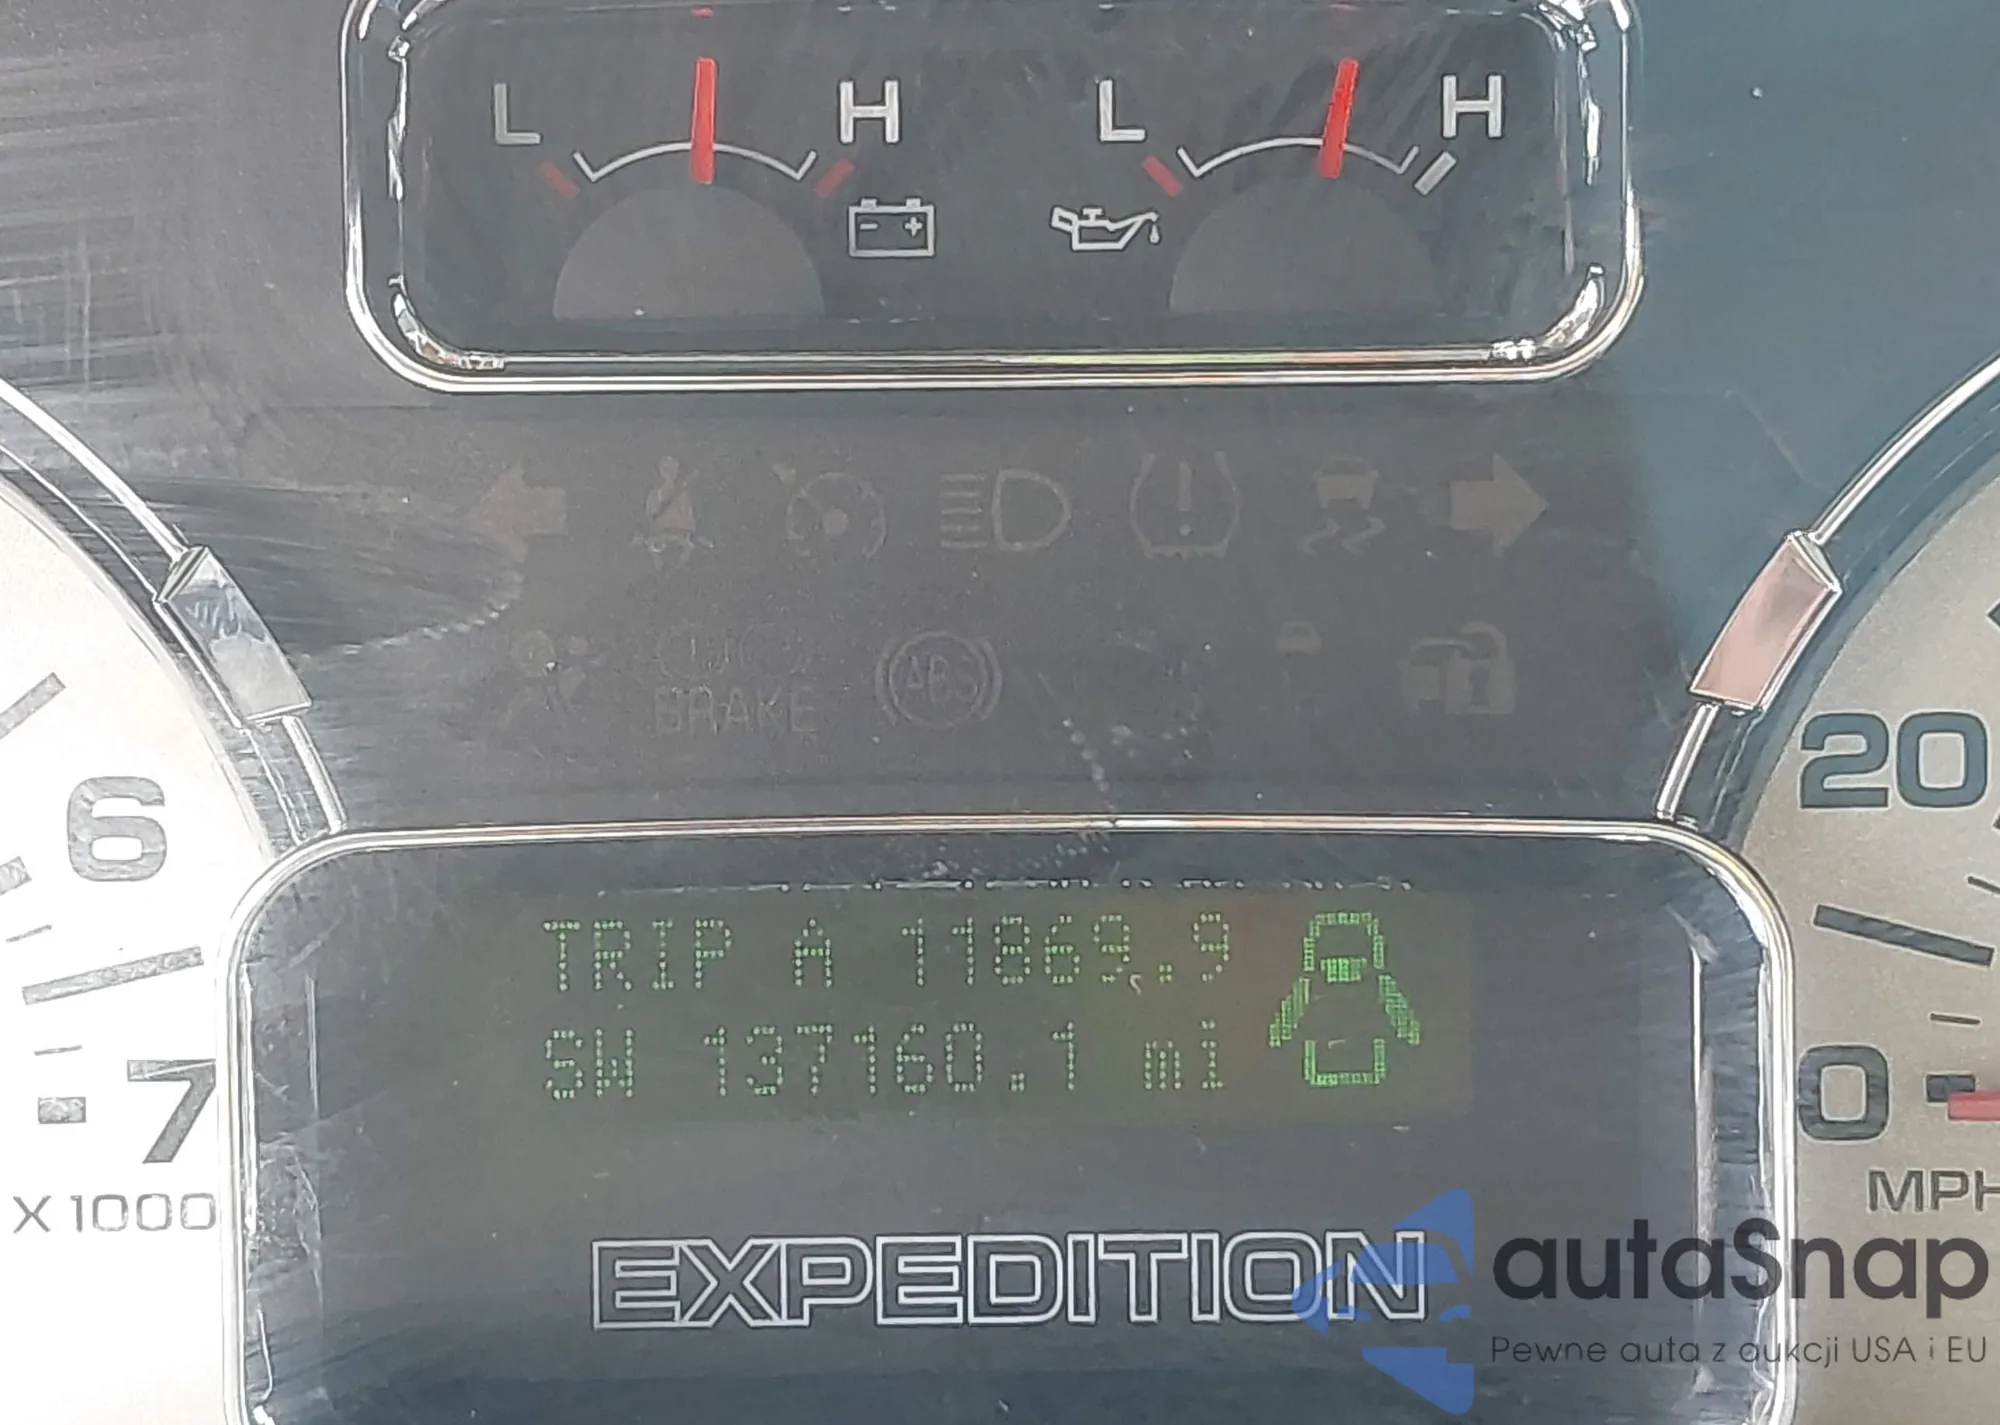 L H L H
- +
BRAKE ABS
6
20
TRIP A 11869.9
SW 137160.1 mi
7
0
X 1000
MPH
EXPEDITION
autaSnap
Pewne auta z aukcji USA i EU